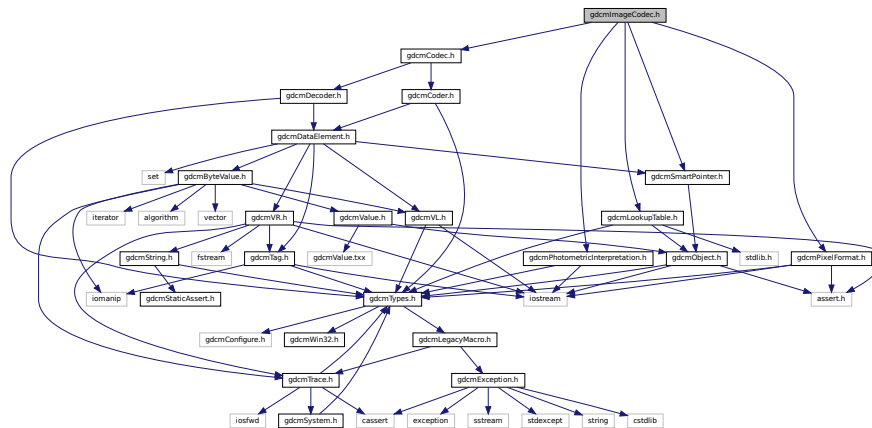 gdcmImageCodec.h
gdcmCodec.h
gdcmDecoder.h
gdcmCoder.h
gdcmDataElement.h
set
gdcmByteValue.h
gdcmSmartPointer.h
iterator
algorithm
vector
gdcmVR.h
gdcmValue.h
gdcmVL.h
gdcmLookupTable.h
gdcmString.h
fstream
gdcmTag.h
gdcmValue.txx
gdcmPhotometricInterpretation.h
gdcmObject.h
stdlib.h
gdcmPixelFormat.h
iomanip
gdcmStaticAssert.h
gdcmTypes.h
iostream
assert.h
gdcmConfigure.h
gdcmWin32.h
gdcmLegacyMacro.h
gdcmTrace.h
gdcmException.h
iosfwd
gdcmSystem.h
cassert
exception
sstream
stdexcept
string
cstdlib